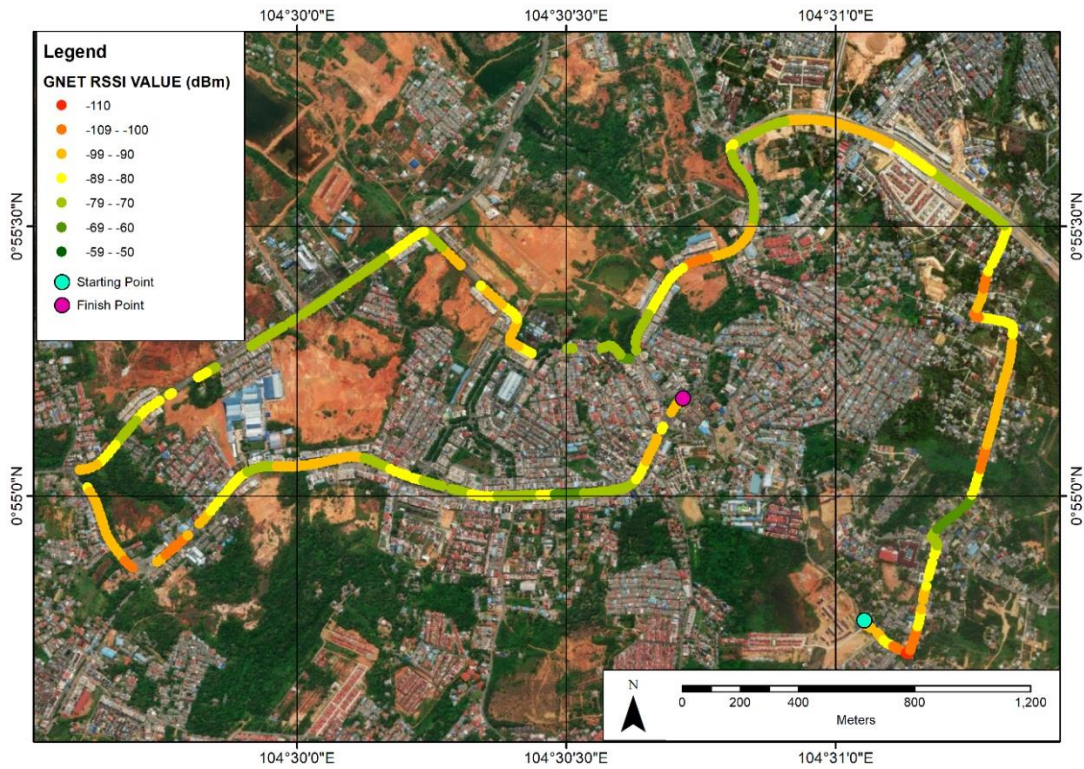 104°30'0"E 104°30'30"E 104°31'0"E
Legend
GNET RSSI VALUE (dBm)
-110
-109 - -100
-99 - -90
-89 - -80
-79 - -70
-69 - -60
-59 - -50
Starting Point
Finish Point
0°55'30"N 0°55'30"N
0°55'0"N 0°55'0"N
N
0 200 400 800 1,200
Meters
104°30'0"E 104°30'30"E 104°31'0"E